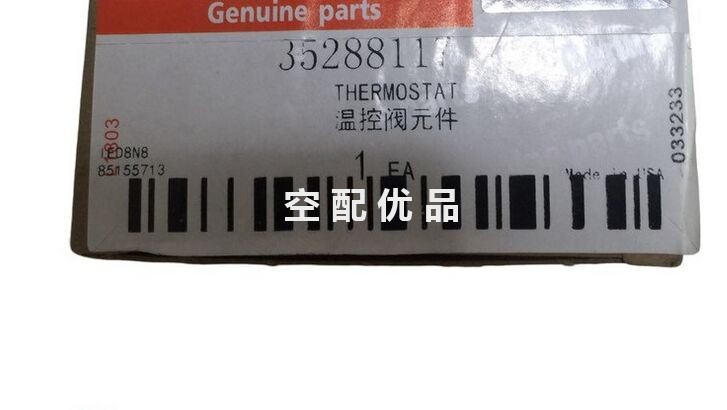 Genuine parts
35288117
THERMOSTAT
温控阀元件
1 EA
85155713
Made in USA
033233
空配优品